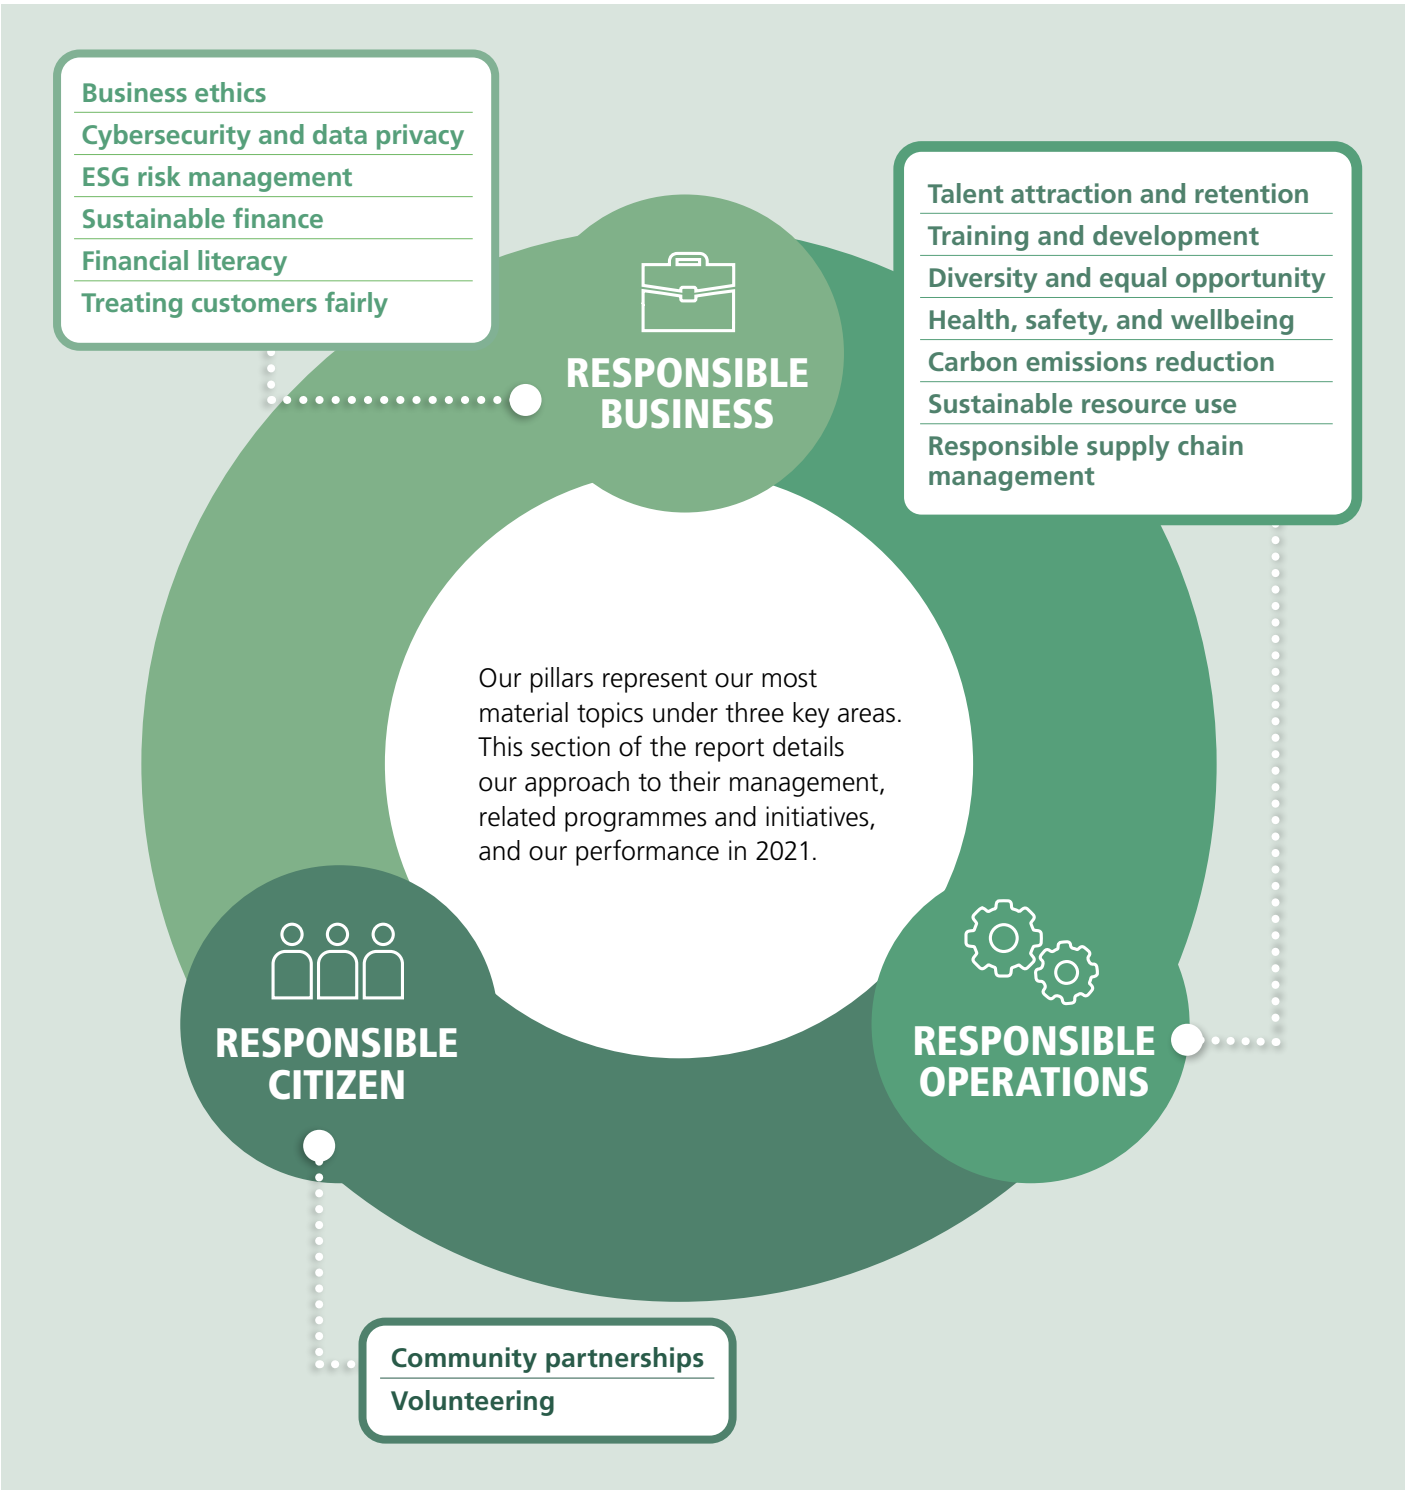 Business ethics
Cybersecurity and data privacy
ESG risk management
Sustainable finance
Financial literacy
Treating customers fairly
Talent attraction and retention
Training and development
Diversity and equal opportunity
Health, safety, and wellbeing
Carbon emissions reduction
Sustainable resource use
Responsible supply chain
management
RESPONSIBLE
BUSINESS
Our pillars represent our most
material topics under three key areas.
This section of the report details
our approach to their management,
related programmes and initiatives,
and our performance in 2021.
RESPONSIBLE
CITIZEN
RESPONSIBLE
OPERATIONS
Community partnerships
Volunteering